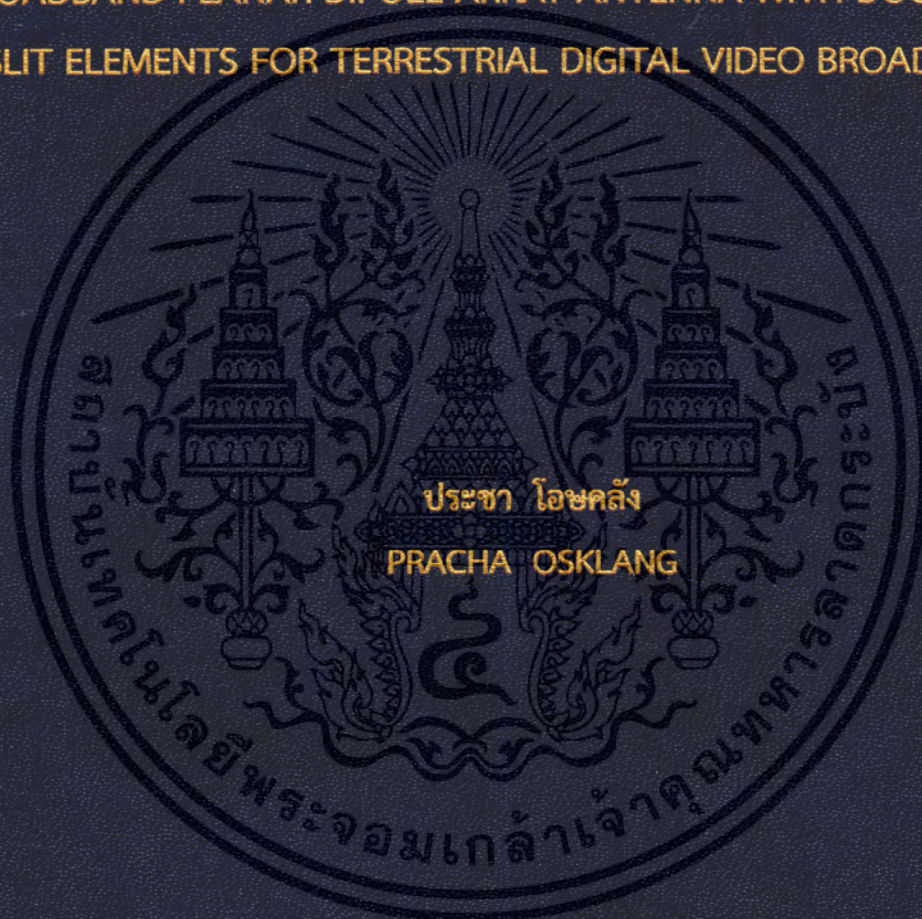 SLIT ELEMENTS FOR TERRESTRIAL DIGITAL VIDEO BROAD
ประชา โอษคลัง
PRACHA OSKLANG
๔
สถาบันเทคโนโลยีพระจอมเกล้าเจ้าคุณทหารลาดกระบัง